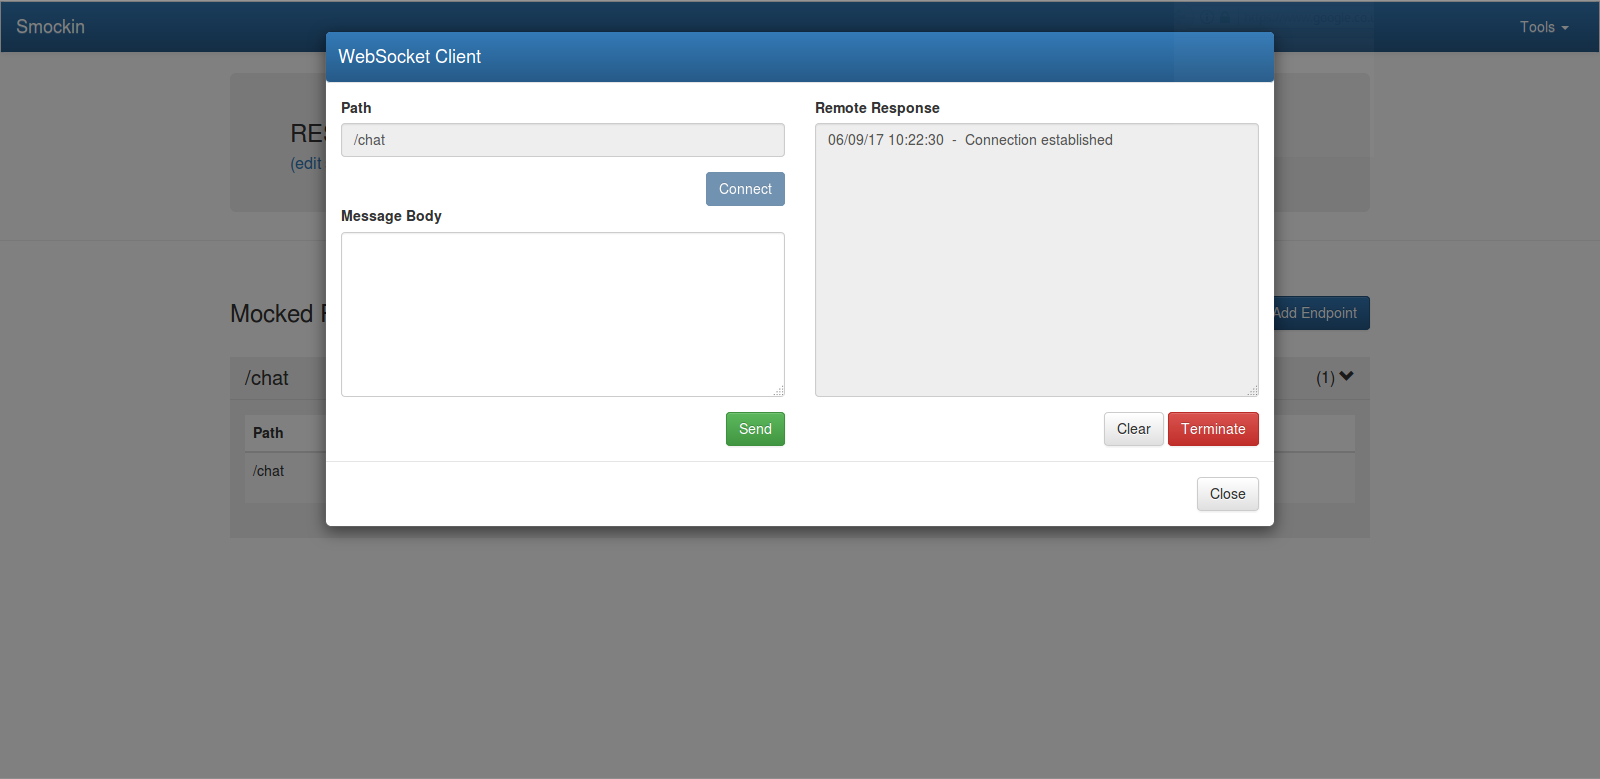 Smockin
Tools
WebSocket Client
Path
/chat
Connect
Message Body
Send
Remote Response
06/09/17 10:22:30 - Connection established
Clear
Terminate
Close
(edit
Mocked
Add Endpoint
/chat
(1)
Path
/chat